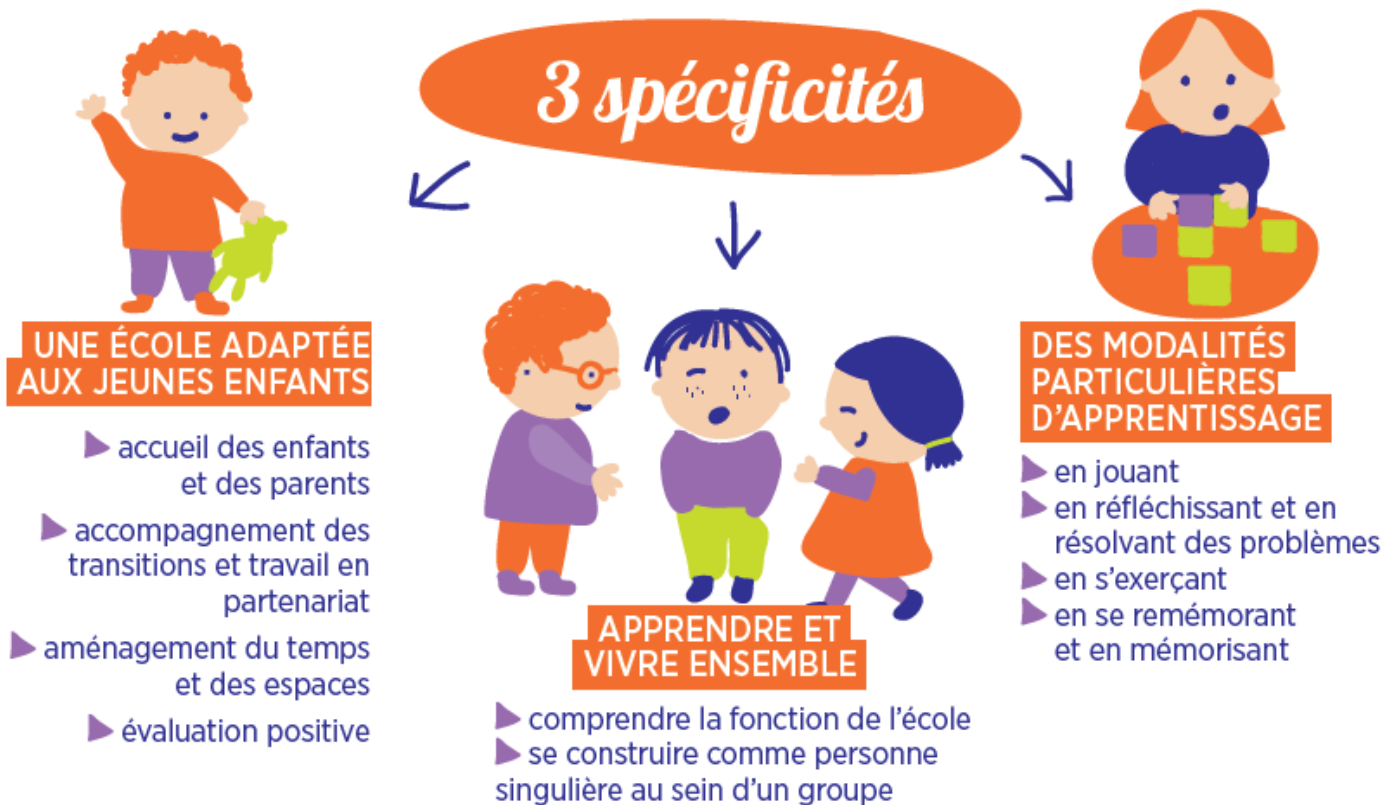 3 spécificités
UNE ÉCOLE ADAPTÉE
AUX JEUNES ENFANTS
accueil des enfants
et des parents
accompagnement des
transitions et travail en
partenariat
aménagement du temps
et des espaces
évaluation positive
APPRENDRE ET
VIVRE ENSEMBLE
comprendre la fonction de l'école
se construire comme personne
singulière au sein d'un groupe
DES MODALITÉS
PARTICULIÈRES
D'APPRENTISSAGE
en jouant
en réfléchissant et en
résolvant des problèmes
en s'exerçant
en se remémorant
et en mémorisant